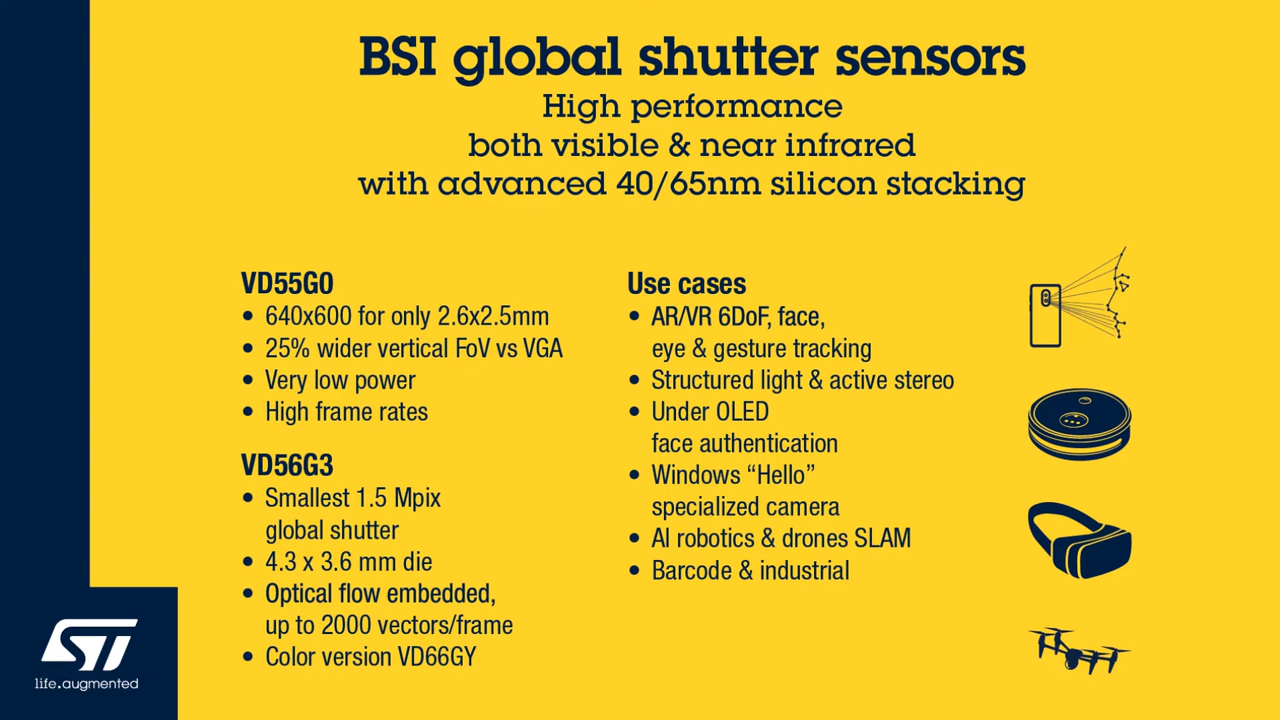 BSI global shutter sensors
High performance
both visible & near infrared
with advanced 40/65nm silicon stacking
VD55G0
• 640x600 for only 2.6x2.5mm
• 25% wider vertical FoV vs VGA
• Very low power
• High frame rates
VD56G3
• Smallest 1.5 Mpix
global shutter
• 4.3 x 3.6 mm die
• Optical flow embedded,
up to 2000 vectors/frame
• Color version VD66GY
Use cases
• AR/VR 6DoF, face,
eye & gesture tracking
• Structured light & active stereo
• Under OLED
face authentication
• Windows “Hello”
specialized camera
• AI robotics & drones SLAM
• Barcode & industrial
ST
life.augmented